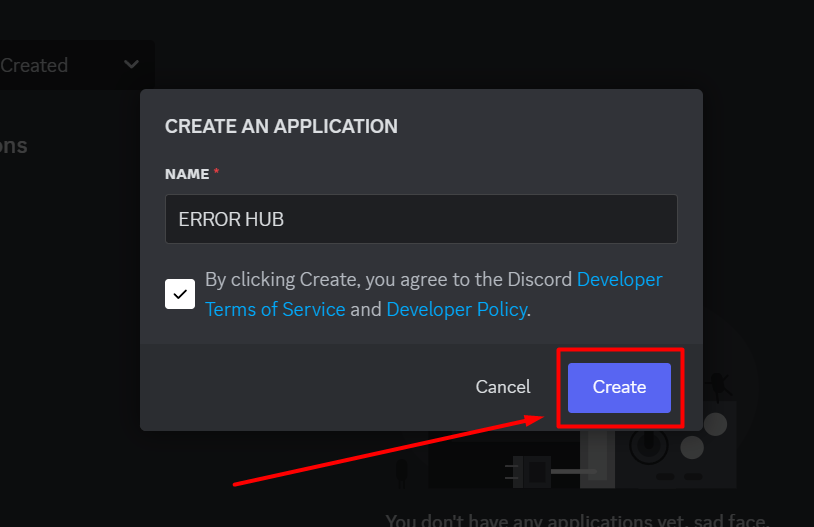 Created
ons
CREATE AN APPLICATION
NAME *
ERROR HUB
By clicking Create, you agree to the Discord Developer
Terms of Service and Developer Policy.
Cancel
Create
You don't have any applications yet, sad face